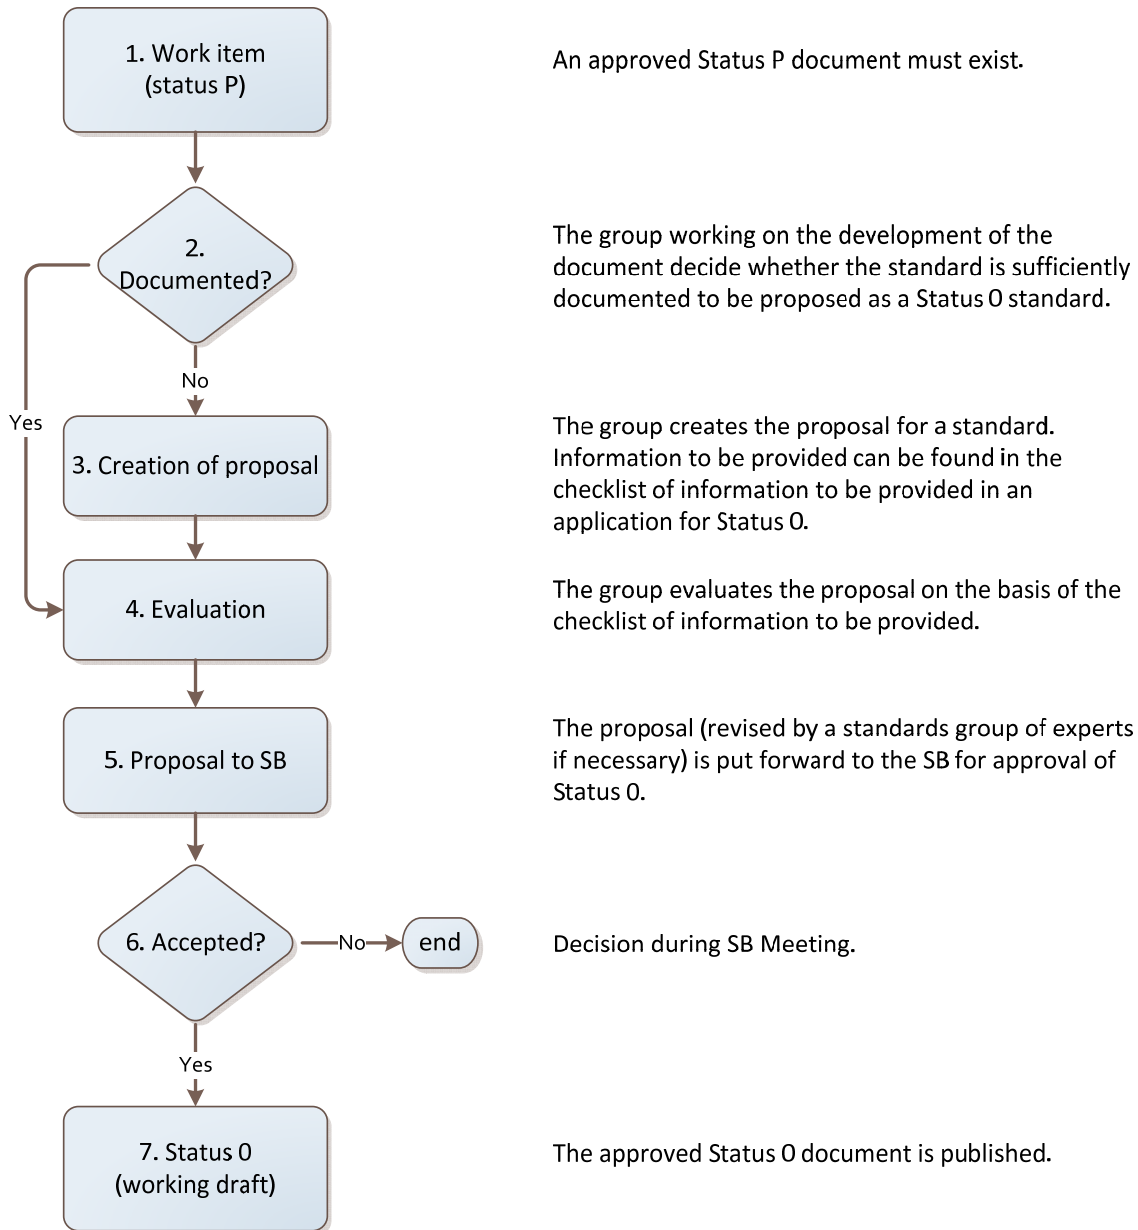 1. Work item
(status P)
An approved Status P document must exist.
2.
Documented?
The group working on the development of the
document decide whether the standard is sufficiently
documented to be proposed as a Status 0 standard.
No
Yes
3. Creation of proposal
The group creates the proposal for a standard.
Information to be provided can be found in the
checklist of information to be provided in an
application for Status 0.
4. Evaluation
The group evaluates the proposal on the basis of the
checklist of information to be provided.
5. Proposal to SB
The proposal (revised by a standards group of experts
if necessary) is put forward to the SB for approval of
Status 0.
6. Accepted?
No
end
Decision during SB Meeting.
Yes
7. Status 0
(working draft)
The approved Status 0 document is published.